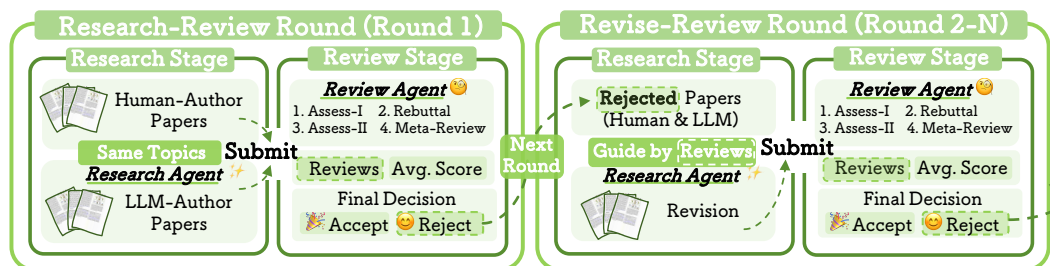 Research-Review Round (Round 1)
Research Stage
Human-Author
Papers
Same Topics
Research Agent
LLM-Author
Papers
Submit
Review Stage
Review Agent
1. Assess-I 2. Rebuttal
3. Assess-II 4. Meta-Review
Reviews Avg. Score
Final Decision
Accept Reject
Next
Round
Revise-Review Round (Round 2-N)
Research Stage
Rejected Papers
(Human & LLM)
Guide by Reviews
Research Agent
Revision
Submit
Review Stage
Review Agent
1. Assess-I 2. Rebuttal
3. Assess-II 4. Meta-Review
Reviews Avg. Score
Final Decision
Accept Reject